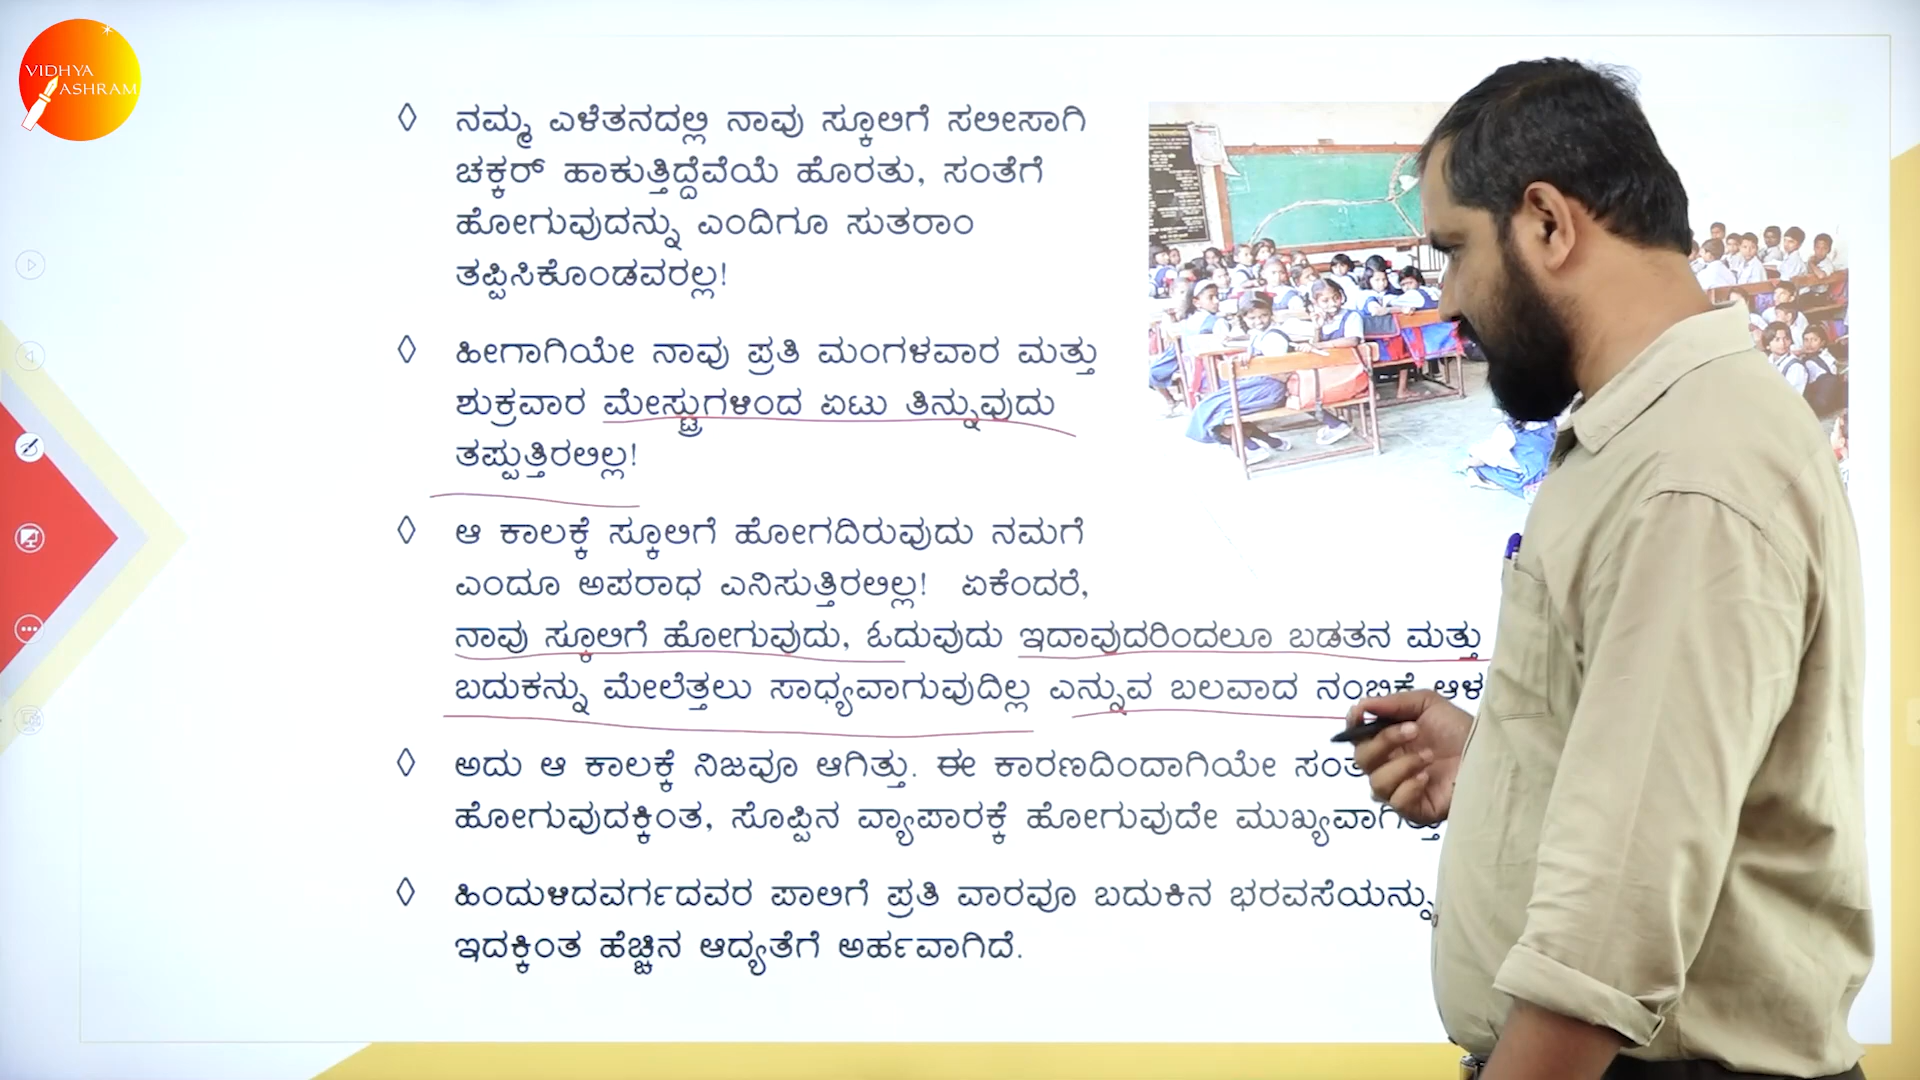 VIDHYA
ASHRAM
ನಮ್ಮ ಎಳೆತನದಲ್ಲಿ ನಾವು ಸ್ಕೂಲಿಗೆ ಸಲೀಸಾಗಿ
ಚಕ್ಕರ್ ಹಾಕುತ್ತಿದ್ದೆವೆಯೆ ಹೊರತು, ಸಂತೆಗೆ
ಹೋಗುವುದನ್ನು ಎಂದಿಗೂ ಸುತರಾಂ
ತಪ್ಪಿಸಿಕೊಂಡವರಲ್ಲ!
ಹೀಗಾಗಿಯೇ ನಾವು ಪ್ರತಿ ಮಂಗಳವಾರ ಮತ್ತು
ಶುಕ್ರವಾರ ಮೇಸ್ಟ್ರುಗಳಿಂದ ಏಟು ತಿನ್ನುವುದು
ತಪ್ಪುತ್ತಿರಲಿಲ್ಲ!
ಆ ಕಾಲಕ್ಕೆ ಸ್ಕೂಲಿಗೆ ಹೋಗದಿರುವುದು ನಮಗೆ
ಎಂದೂ ಅಪರಾಧ ಎನಿಸುತ್ತಿರಲಿಲ್ಲ! ಏಕೆಂದರೆ,
ನಾವು ಸ್ಕೂಲಿಗೆ ಹೋಗುವುದು, ಓದುವುದು ಇದಾವುದರಿಂದಲೂ ಬಡತನ ಮತ್ತು
ಬದುಕನ್ನು ಮೇಲೆತ್ತಲು ಸಾಧ್ಯವಾಗುವುದಿಲ್ಲ ಎನ್ನುವ ಬಲವಾದ ನಂಬಿಕೆ
ಅದು ಆ ಕಾಲಕ್ಕೆ ನಿಜವೂ ಆಗಿತ್ತು. ಈ ಕಾರಣದಿಂದಾಗಿಯೇ
ಹೋಗುವುದಕ್ಕಿಂತ, ಸೊಪ್ಪಿನ ವ್ಯಾಪಾರಕ್ಕೆ ಹೋಗುವುದೇ ಮುಖ್ಯವಾಗಿತ್ತು
ಹಿಂದುಳಿದವರ್ಗದವರ ಪಾಲಿಗೆ ಪ್ರತಿ ವಾರವೂ ಬದುಕಿನ ಭರವಸೆಯನ್ನು
ಇದಕ್ಕಿಂತ ಹೆಚ್ಚಿನ ಆದ್ಯತೆಗೆ ಅರ್ಹವಾಗಿದೆ.